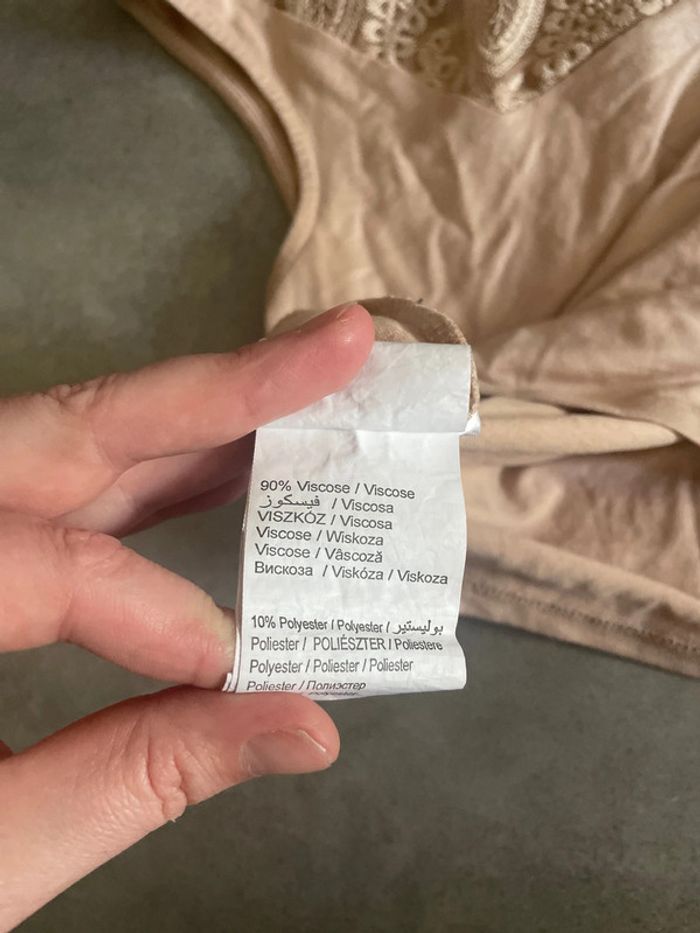 90% Viscose / Viscose
فيسكوز / Viscosa
VISZKÓZ / Viscosa
Viscose / Wiskoza
Viscose / Vâscoză
Вискоза / Viskóza / Viskoza
10% Polyester / Polyester / بوليستير
Poliester / POLIÉSZTER / Poliestere
Polyester / Poliester / Poliester
Poliester / Полиэстер